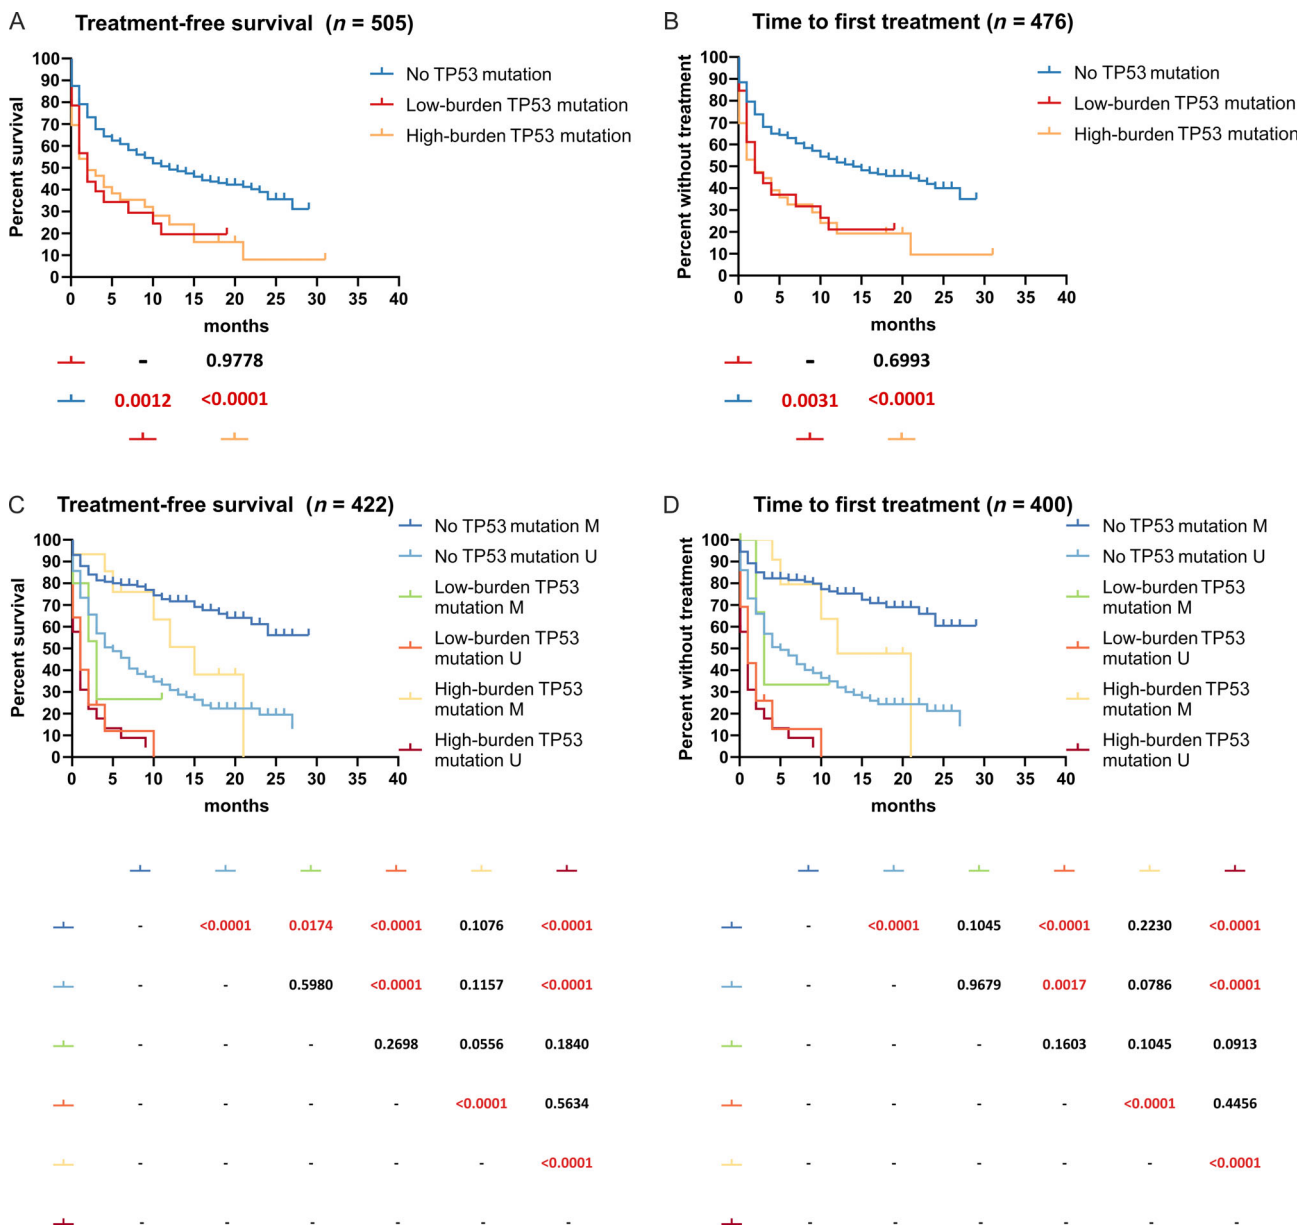 A Treatment-free survival (n = 505)
Percent survival
100
90
80
70
60
50
40
30
20
10
0
No TP53 mutation
Low-burden TP53 mutation
High-burden TP53 mutation
0 5 10 15 20 25 30 35 40
months
- 0.9778
0.0012 <0.0001
B Time to first treatment (n = 476)
Percent without treatment
100
90
80
70
60
50
40
30
20
10
0
No TP53 mutation
Low-burden TP53 mutation
High-burden TP53 mutation
0 5 10 15 20 25 30 35 40
months
- 0.6993
0.0031 <0.0001
C Treatment-free survival (n = 422)
Percent survival
100
90
80
70
60
50
40
30
20
10
0
No TP53 mutation M
No TP53 mutation U
Low-burden TP53
mutation M
Low-burden TP53
mutation U
High-burden TP53
mutation M
High-burden TP53
mutation U
0 5 10 15 20 25 30 35 40
months
- <0.0001 0.0174 <0.0001 0.1076 <0.0001
- - 0.5980 <0.0001 0.1157 <0.0001
- - - 0.2698 0.0556 0.1840
- - - - <0.0001 0.5634
- - - - - <0.0001
- - - - - -
D Time to first treatment (n = 400)
Percent without treatment
100
90
80
70
60
50
40
30
20
10
0
No TP53 mutation M
No TP53 mutation U
Low-burden TP53
mutation M
Low-burden TP53
mutation U
High-burden TP53
mutation M
High-burden TP53
mutation U
0 5 10 15 20 25 30 35 40
months
- <0.0001 0.1045 <0.0001 0.2230 <0.0001
- - 0.9679 0.0017 0.0786 <0.0001
- - - 0.1603 0.1045 0.0913
- - - - <0.0001 0.4456
- - - - - <0.0001
- - - - - -